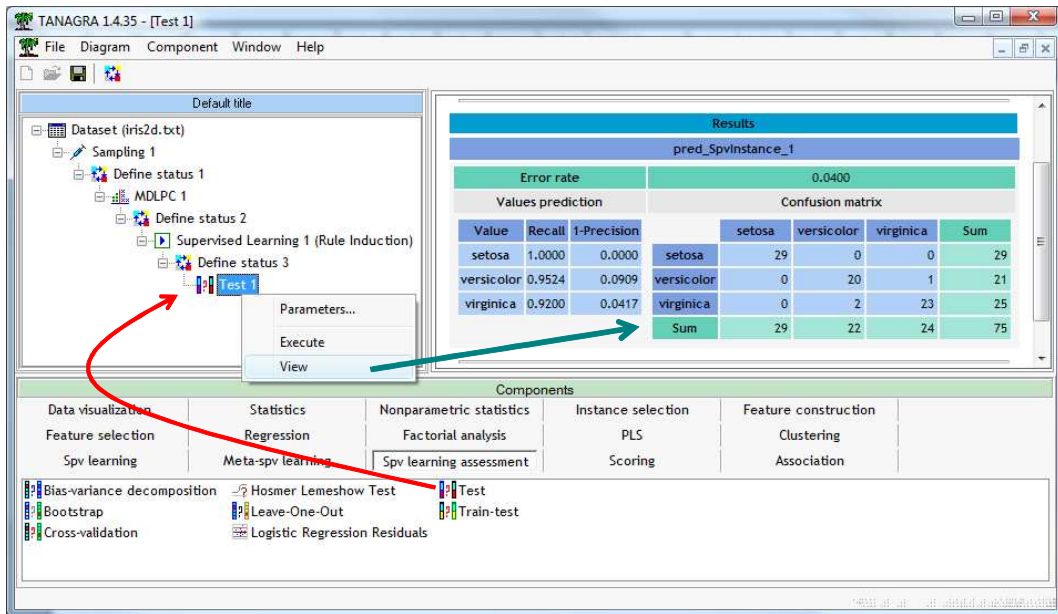 TANAGRA 1.4.35 - [Test 1]
File Diagram Component Window Help
Default title
Dataset (iris2d.txt)
Sampling 1
Define status 1
MDLPC 1
Define status 2
Supervised Learning 1 (Rule Induction)
Define status 3
Test 1
Parameters...
Execute
View
Results
pred_SpvInstance_1
Error rate 0.0400
Values prediction Confusion matrix
Value Recall 1-Precision setosa versicolor virginica Sum
setosa 1.0000 0.0000 setosa 29 0 0 29
versicolor 0.9524 0.0909 versicolor 0 20 1 21
virginica 0.9200 0.0417 virginica 0 2 23 25
Sum 29 22 24 75
Components
Data visualization Statistics Nonparametric statistics Instance selection Feature construction
Feature selection Regression Factorial analysis PLS Clustering
Spv learning Meta-spv learning Spv learning assessment Scoring Association
Bias-variance decomposition Hosmer Lemeshow Test Test
Bootstrap Leave-One-Out Train-test
Cross-validation Logistic Regression Residuals